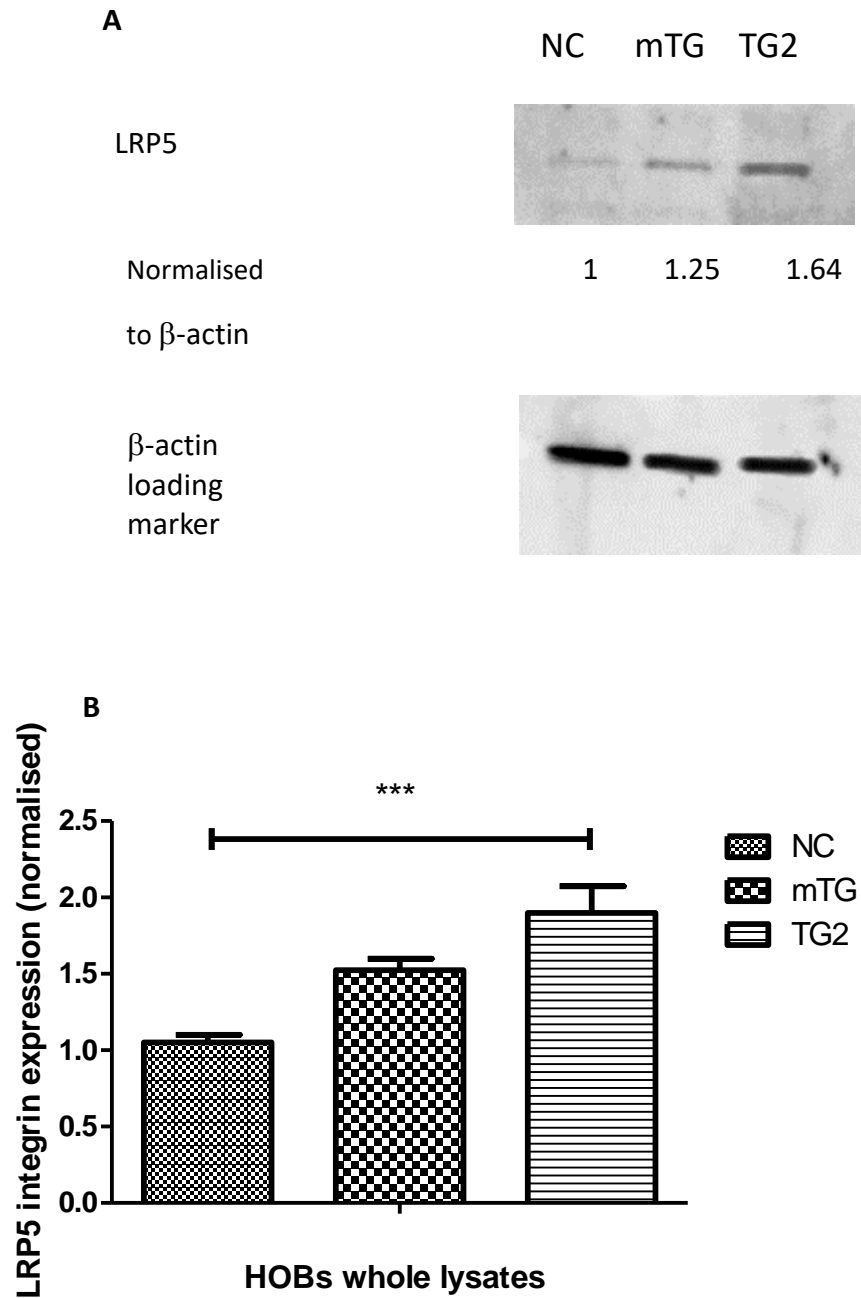 A
NC mTG TG2
LRP5
Normalised 1 1.25 1.64
to β-actin
β-actin
loading
marker
B
LRP5 integrin expression (normalised)
***
2.5
2.0
1.5
1.0
0.5
0.0
NC
mTG
TG2
HOBs whole lysates